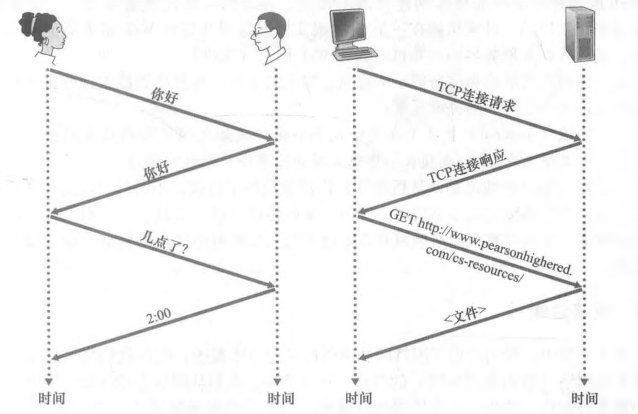 你好
你好
几点了?
2:00
时间
时间
TCP连接请求
TCP连接响应
GET http://www.pearsonhighered.
com/cs-resources/
<文件>
时间
时间